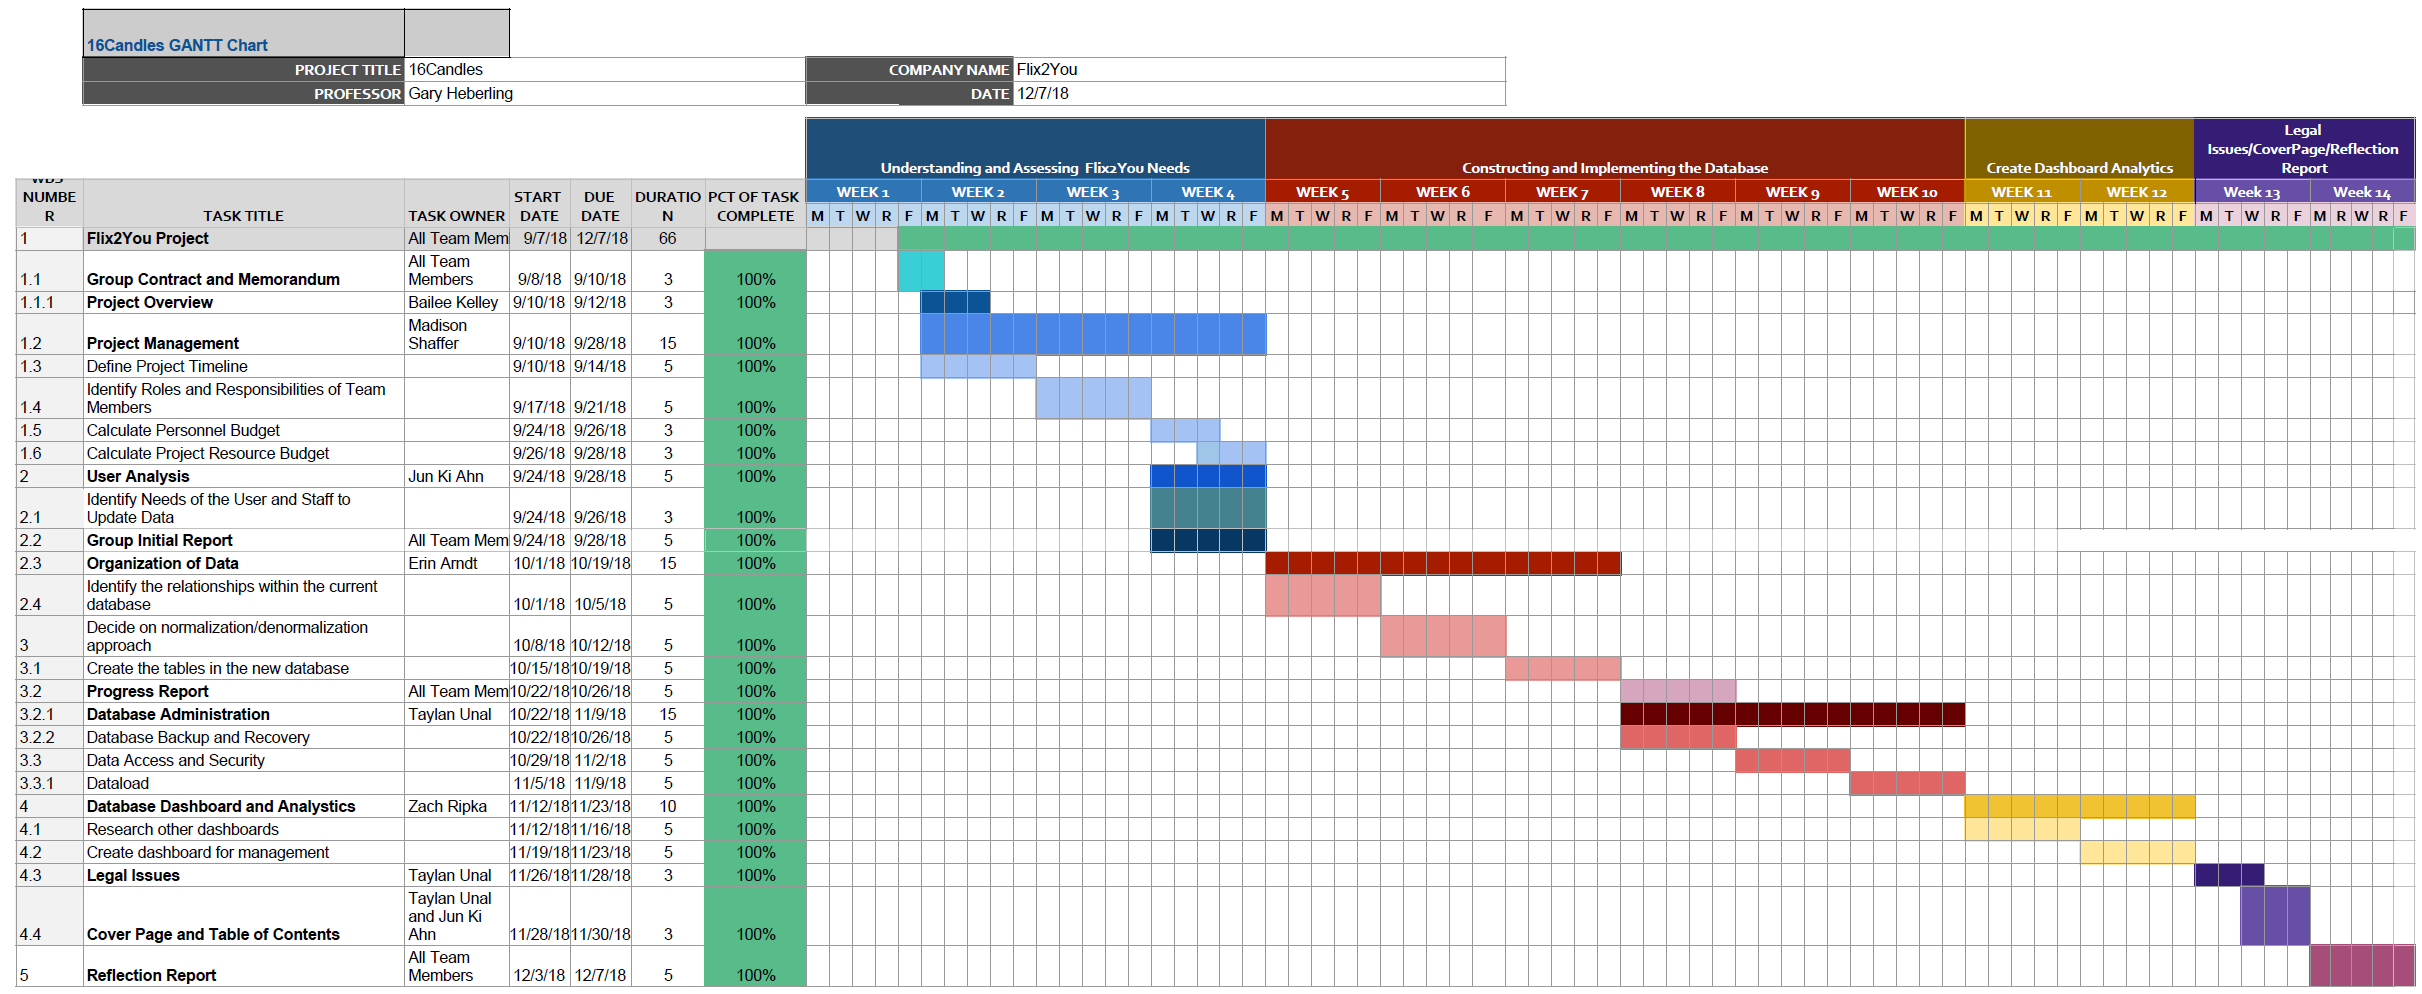 16Candles GANTT Chart
PROJECT TITLE 16Candles COMPANY NAME Flix2You
PROFESSOR Gary Heberling DATE 12/7/18
Legal
Issues/CoverPage/Reflection
Understanding and Assessing Flix2You Needs Constructing and Implementing the Database Create Dashboard Analytics Report
WBS
NUMBE
R TASK TITLE TASK OWNER START
DATE DUE
DATE DURATIO
N PCT OF TASK
COMPLETE
WEEK 1 WEEK 2 WEEK 3 WEEK 4 WEEK 5 WEEK 6 WEEK 7 WEEK 8 WEEK 9 WEEK 10 WEEK 11 WEEK 12 Week 13 Week 14
M T W R F M T W R F M T W R F M T W R F M T W R F M T W R F M T W R F M T W R F M T W R F M T W R F M T W R F M T W R F M T W R F M R W R F
1 Flix2You Project All Team Mem 9/7/18 12/7/18 66
1.1 Group Contract and Memorandum All Team
Members 9/8/18 9/10/18 3 100%
1.1.1 Project Overview Bailee Kelley 9/10/18 9/12/18 3 100%
1.2 Project Management Madison
Shaffer 9/10/18 9/28/18 15 100%
1.3 Define Project Timeline 9/10/18 9/14/18 5 100%
Identify Roles and Responsibilities of Team
1.4 Members 9/17/18 9/21/18 5 100%
1.5 Calculate Personnel Budget 9/24/18 9/26/18 3 100%
1.6 Calculate Project Resource Budget 9/26/18 9/28/18 3 100%
2 User Analysis Jun Ki Ahn 9/24/18 9/28/18 5 100%
Identify Needs of the User and Staff to
2.1 Update Data 9/24/18 9/26/18 3 100%
2.2 Group Initial Report All Team Mem 9/24/18 9/28/18 5 100%
2.3 Organization of Data Erin Arndt 10/1/18 10/19/18 15 100%
Identify the relationships within the current
2.4 database 10/1/18 10/5/18 5 100%
Decide on normalization/denormalization
3 approach 10/8/18 10/12/18 5 100%
3.1 Create the tables in the new database 10/15/18 10/19/18 5 100%
3.2 Progress Report All Team Mem 10/22/18 10/26/18 5 100%
3.2.1 Database Administration Taylan Unal 10/22/18 11/9/18 15 100%
3.2.2 Database Backup and Recovery 10/22/18 10/26/18 5 100%
3.3 Data Access and Security 10/29/18 11/2/18 5 100%
3.3.1 Dataload 11/5/18 11/9/18 5 100%
4 Database Dashboard and Analystics Zach Ripka 11/12/18 11/23/18 10 100%
4.1 Research other dashboards 11/12/18 11/16/18 5 100%
4.2 Create dashboard for management 11/19/18 11/23/18 5 100%
4.3 Legal Issues Taylan Unal 11/26/18 11/28/18 3 100%
Taylan Unal
and Jun Ki
4.4 Cover Page and Table of Contents Ahn 11/28/18 11/30/18 3 100%
All Team
5 Reflection Report Members 12/3/18 12/7/18 5 100%